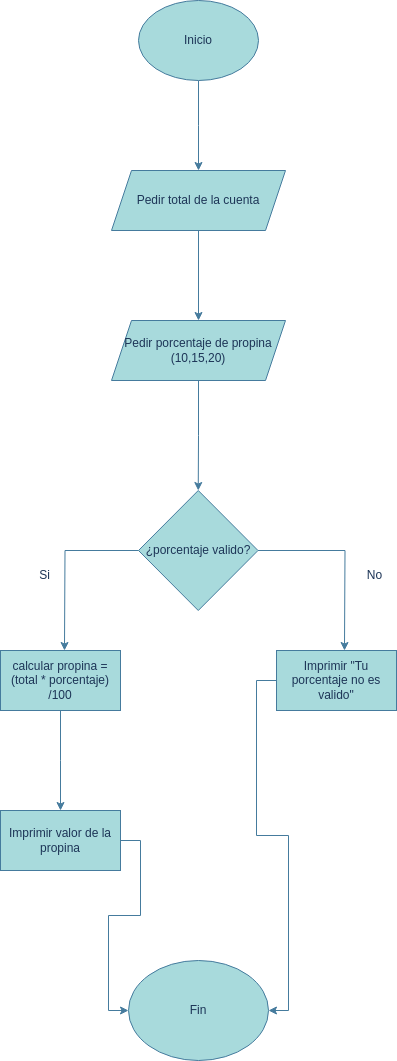 Inicio
Pedir total de la cuenta
Pedir porcentaje de propina
(10,15,20)
¿porcentaje valido?
Si
No
calcular propina =
(total * porcentaje)
/100
Imprimir "Tu
porcentaje no es
valido"
Imprimir valor de la
propina
Fin